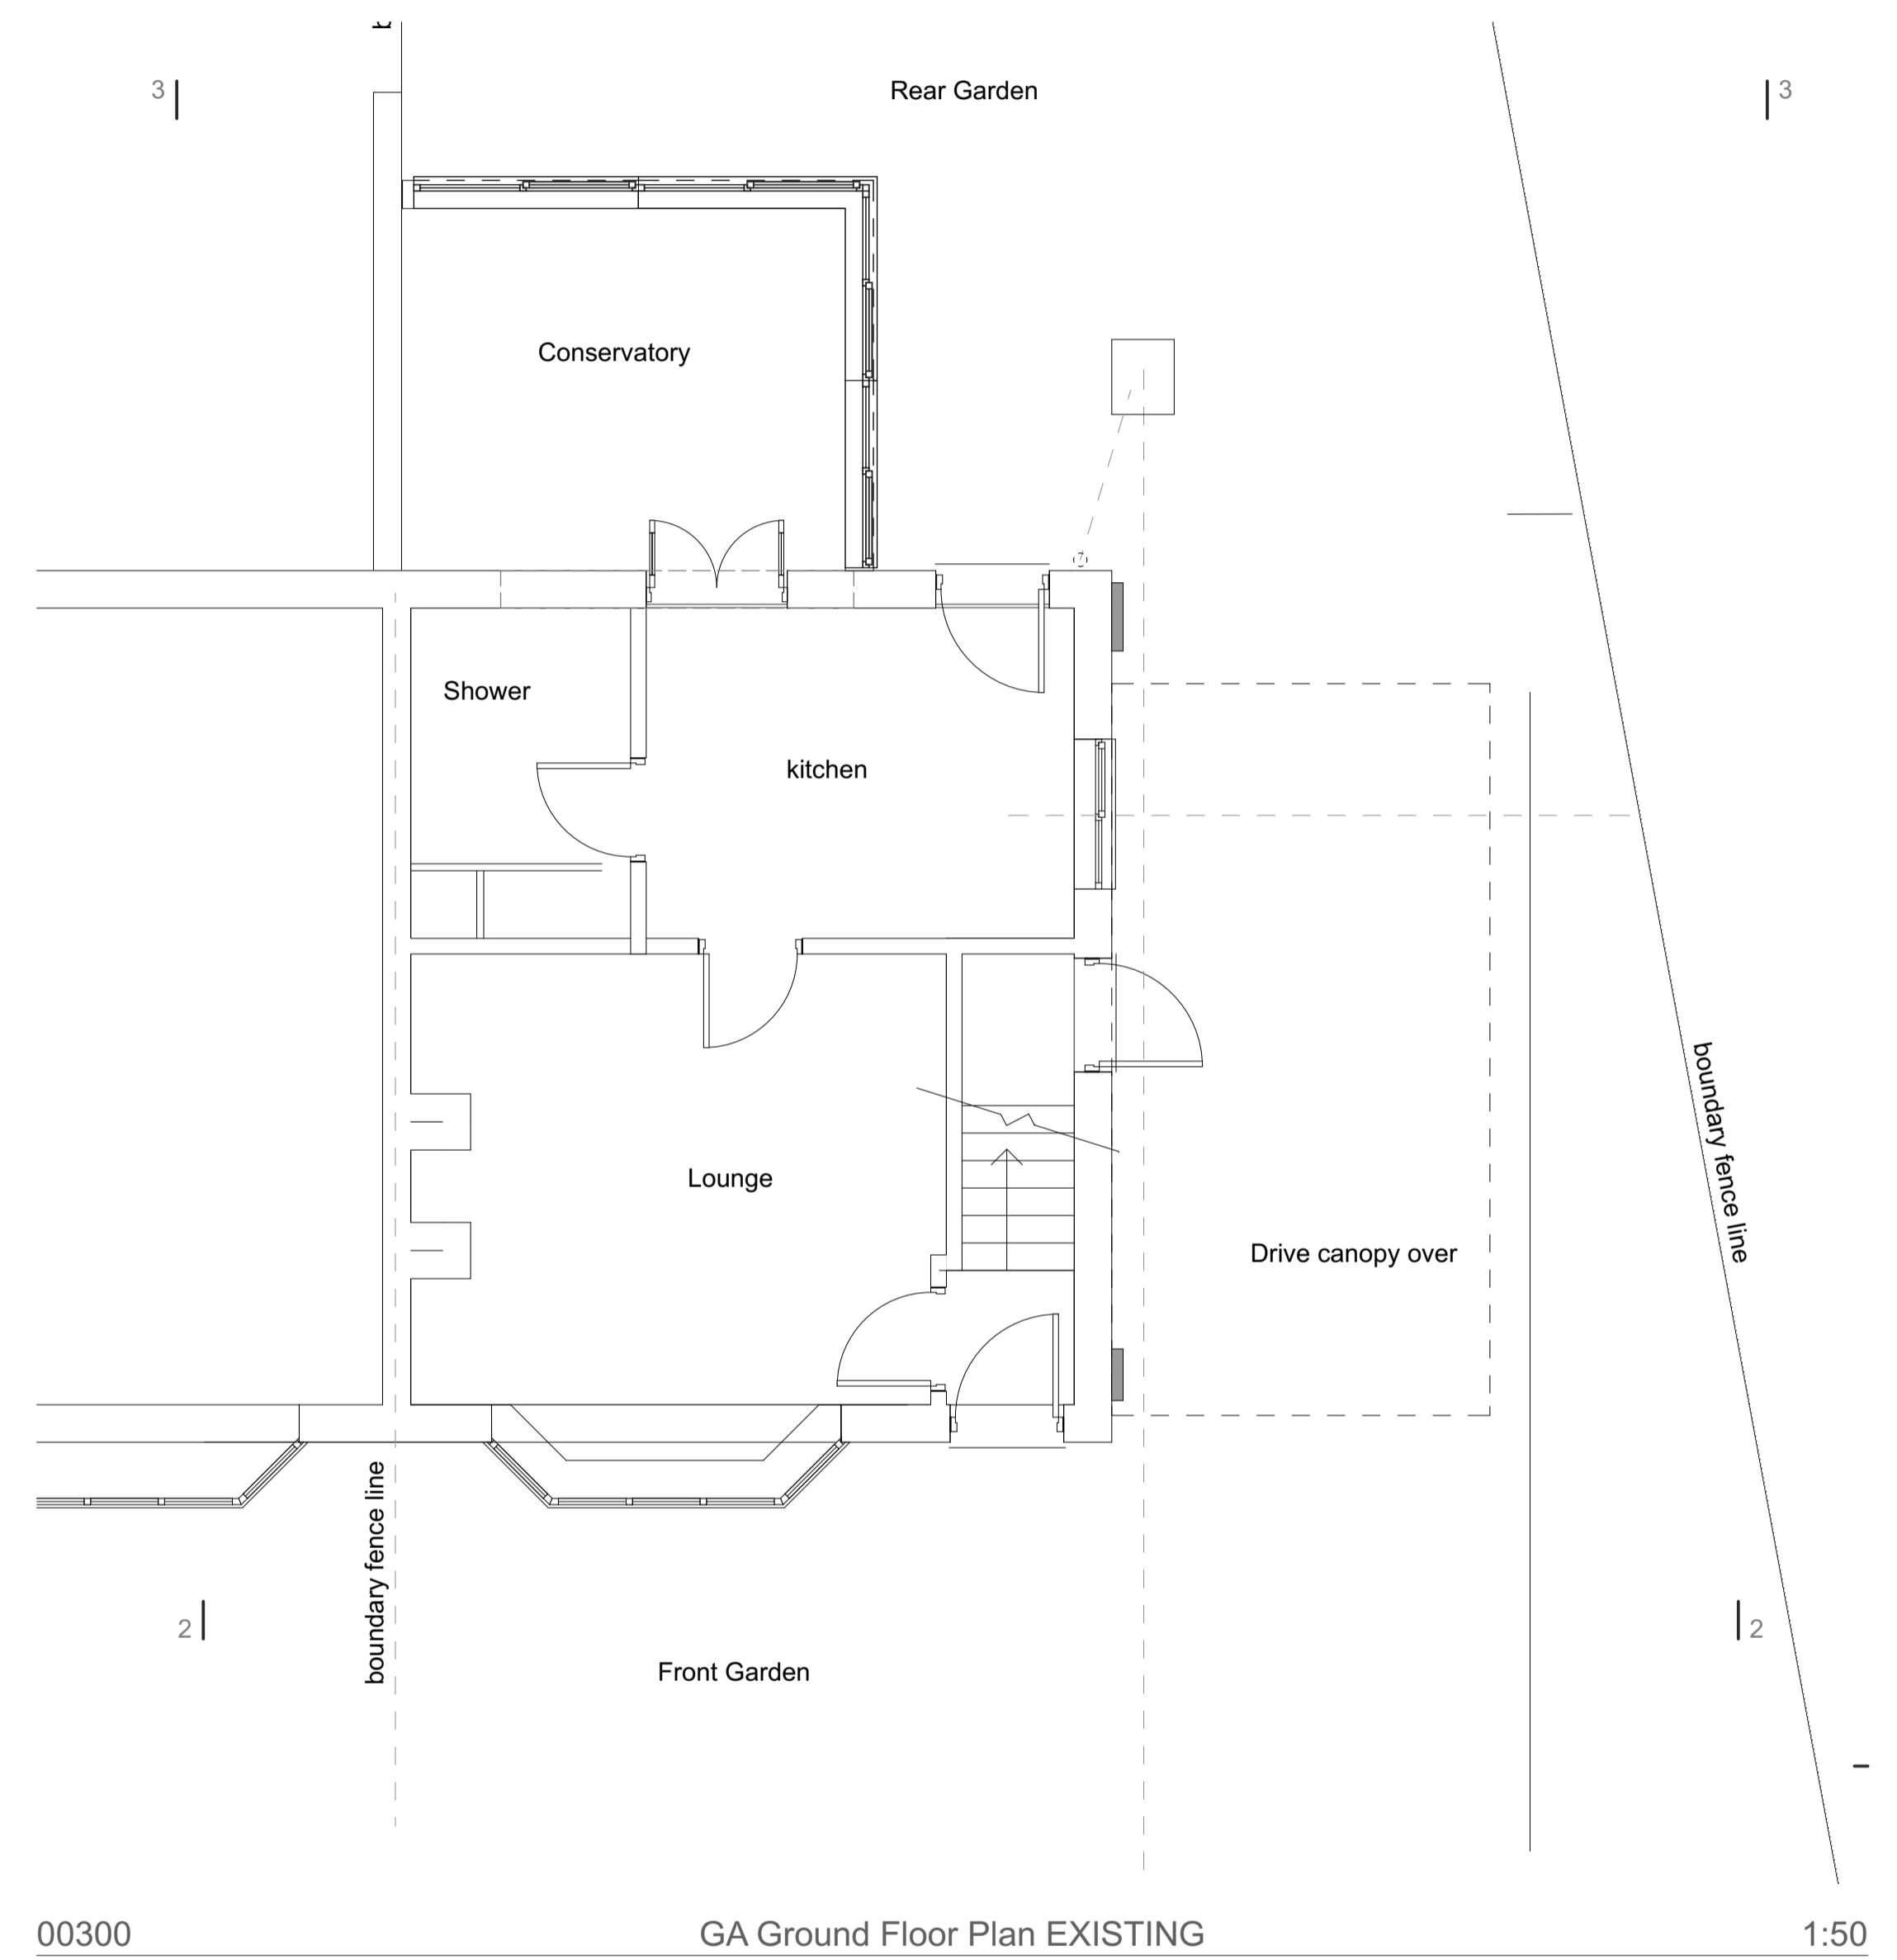 3
Rear Garden
3
Conservatory
Shower
kitchen
boundary fence line
Lounge
Drive canopy over
boundary fence line
2
2
Front Garden
00300
GA Ground Floor Plan EXISTING
1:50